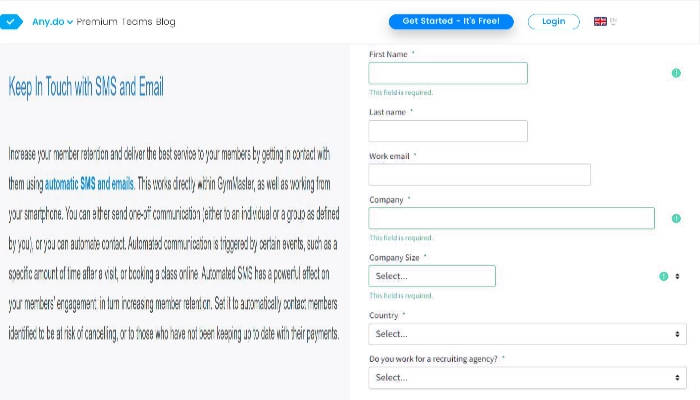 Any.do Premium Teams Blog
Get Started - It's Free!
Login
EN
Keep In Touch with SMS and Email
Increase your member retention and deliver the best service to your members by getting in contact with
them using automatic SMS and emails. This works directly within GymMaster, as well as working from
your smartphone. You can either send one-off communication (either to an individual or a group as defined
by you), or you can automate contact. Automated communication is triggered by certain events, such as a
specific amount of time after a visit, or booking a class online. Automated SMS has a powerful effect on
your members' engagement: in turn increasing member retention. Set it to automatically contact members
identified to be at risk of cancelling, or to those who have not been keeping up to date with their payments.
First Name *
This field is required.
Last name *
Work email *
Company *
This field is required.
Company Size *
Select...
This field is required.
Country *
Select...
Do you work for a recruiting agency? *
Select...